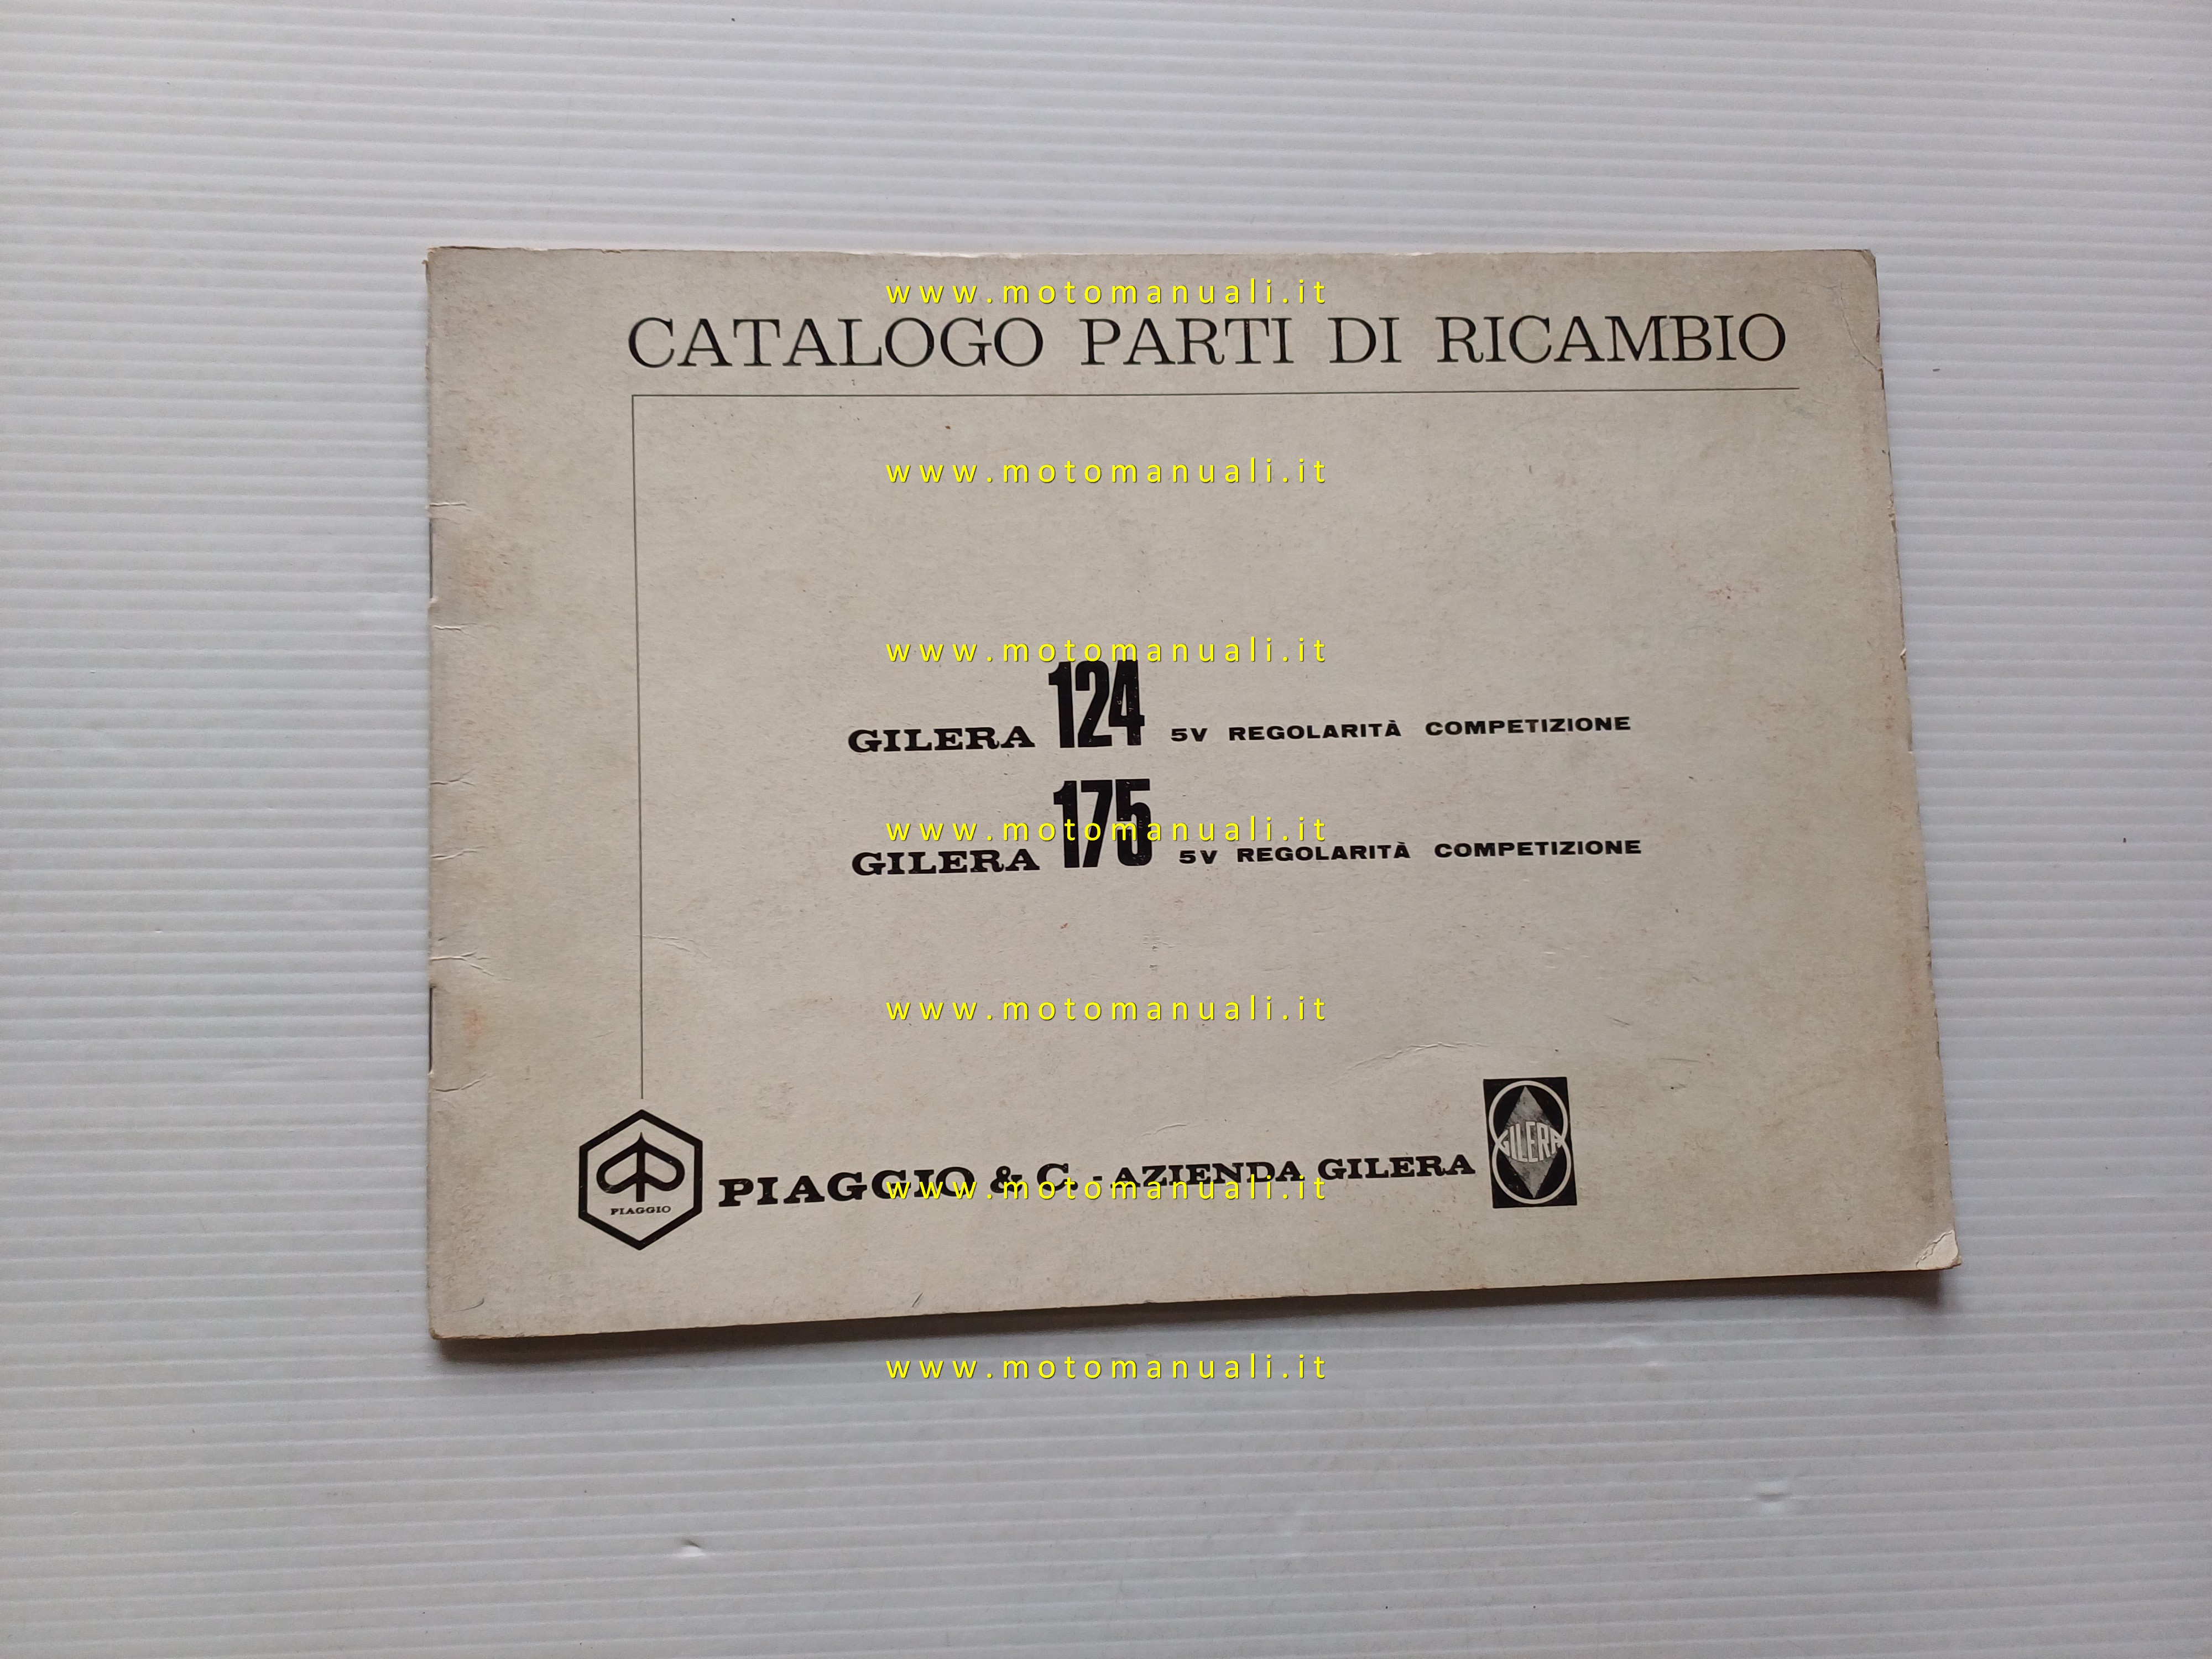 www.motomanuali.it
CATALOGO PARTI DI RICAMBIO
www.motomanuali.it
www.motomanuali.it
GILERA 124 5V REGOLARITÀ COMPETIZIONE
www.motomanuali.it
GILERA 175 5V REGOLARITÀ COMPETIZIONE
www.motomanuali.it
PIAGGIO
PIAGGIO & C. - AZIENDA GILERA
GILERA
www.motomanuali.it
www.motomanuali.it